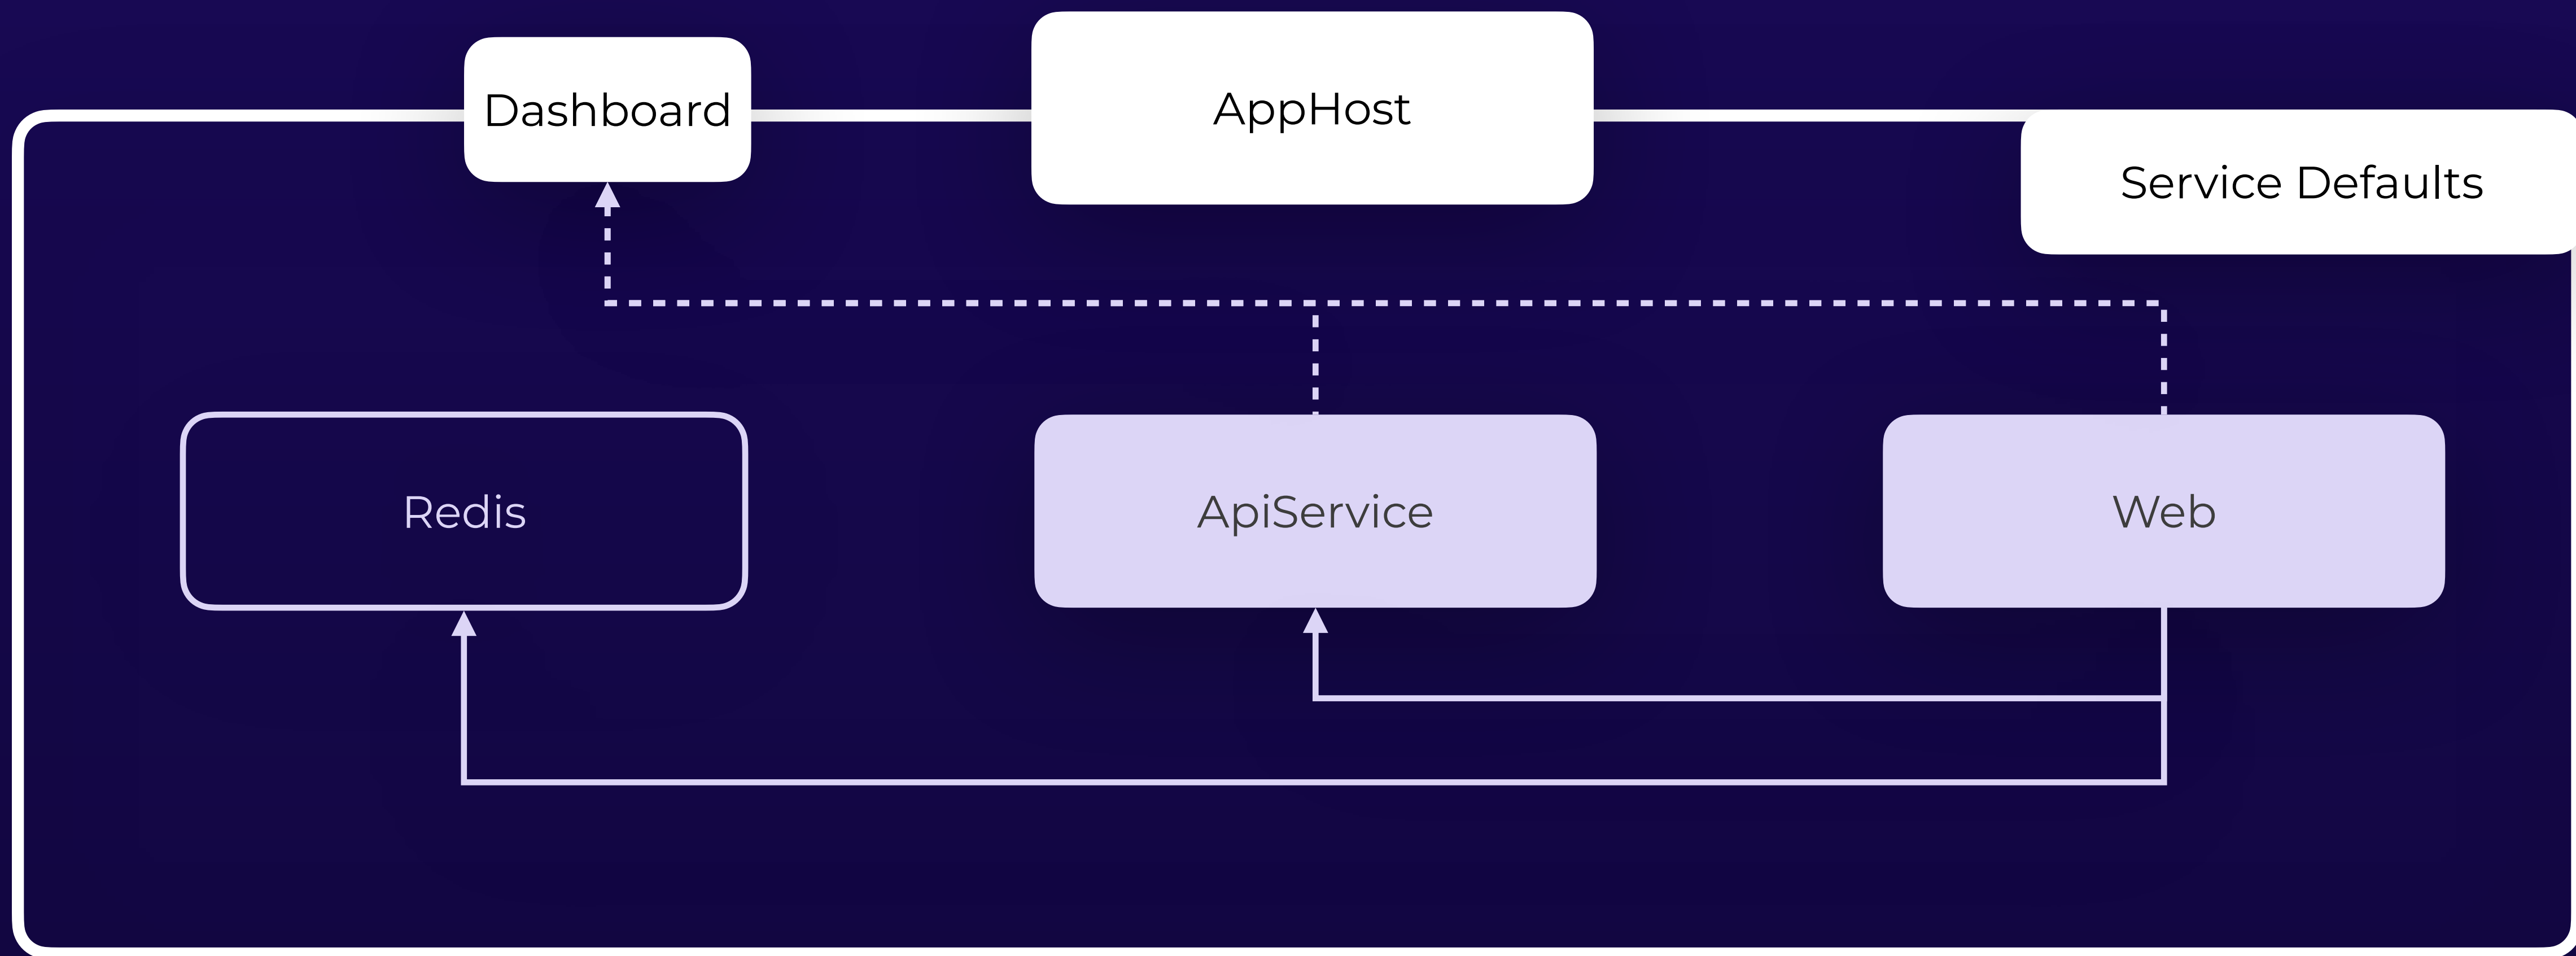 Dashboard
AppHost
Service Defaults
Redis
ApiService
Web